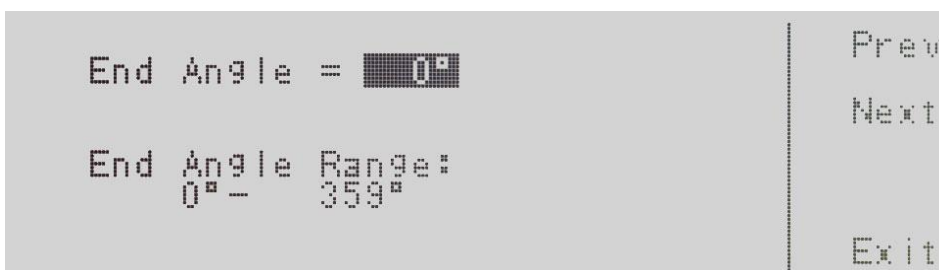 End Angle = 0°
End Angle Range:
0° – 359°
Prev
Next
Exit